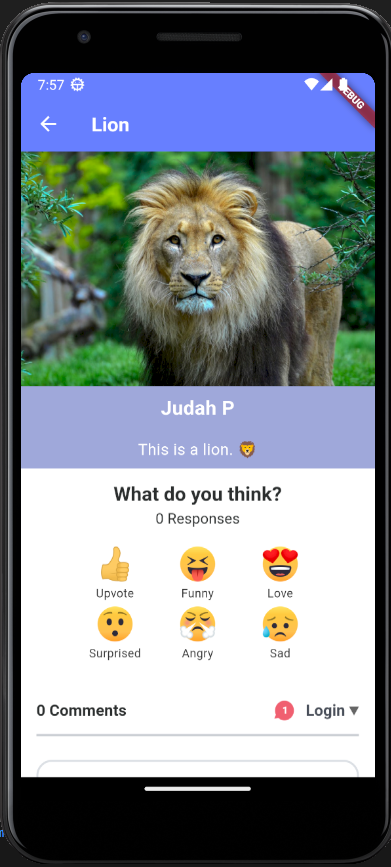 7:57
DEBUG
Lion
Judah P
This is a lion. 🦁
What do you think?
0 Responses
Upvote Funny Love
Surprised Angry Sad
0 Comments 1 Login ▼